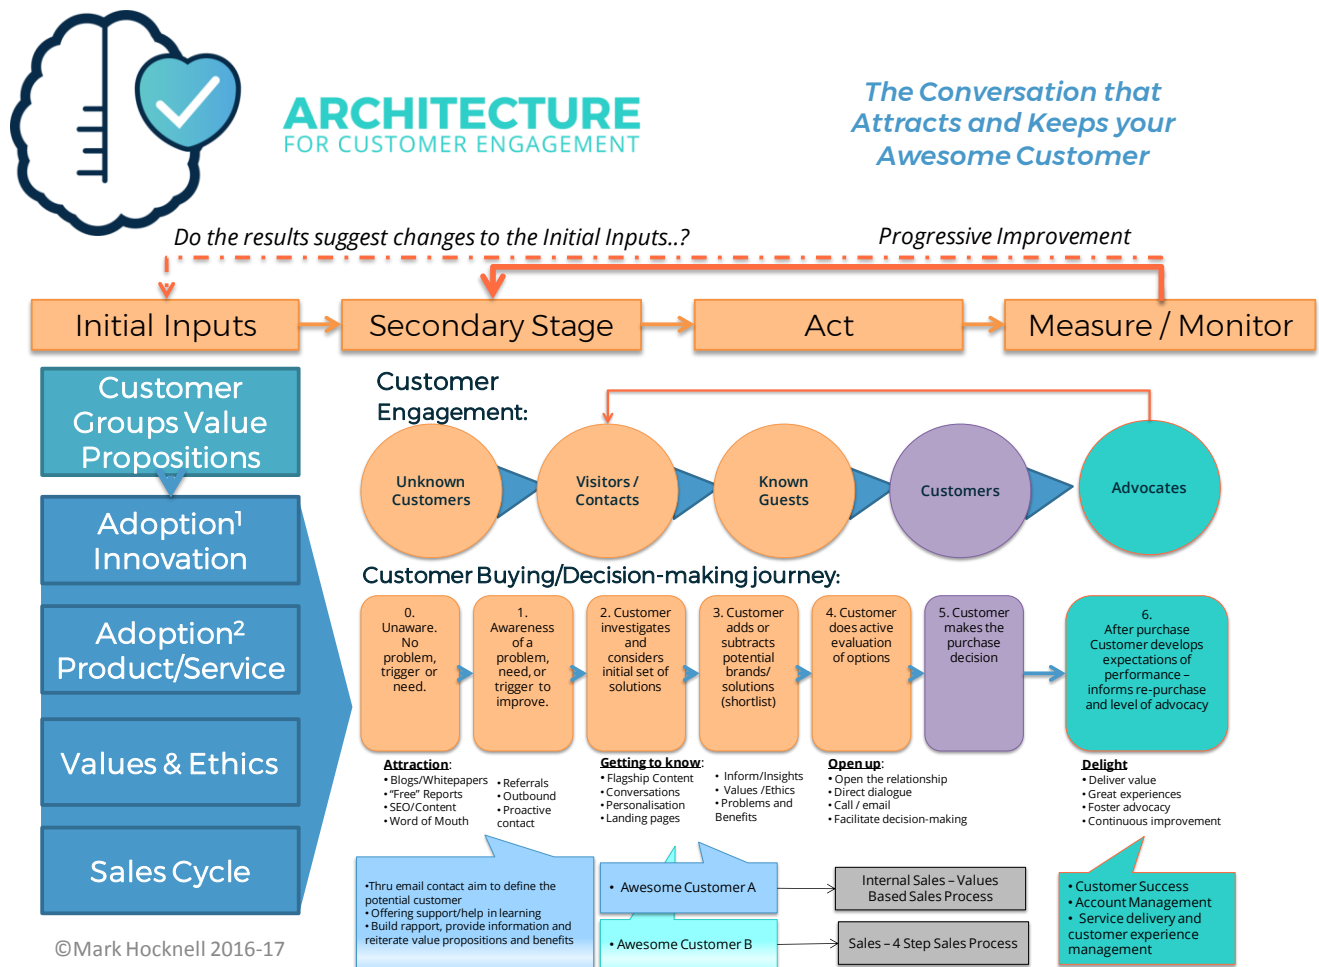 ARCHITECTURE
FOR CUSTOMER ENGAGEMENT
The Conversation that
Attracts and Keeps your
Awesome Customer
Do the results suggest changes to the Initial Inputs..?
Progressive Improvement
Initial Inputs
Secondary Stage
Act
Measure / Monitor
Customer
Groups Value
Propositions
Adoption¹
Innovation
Adoption²
Product/Service
Values & Ethics
Sales Cycle
©Mark Hocknell 2016-17
Customer
Engagement:
Unknown
Customers
Visitors /
Contacts
Known
Guests
Customers
Advocates
Customer Buying/Decision-making journey:
0.
Unaware.
No
problem,
trigger or
need.
1.
Awareness
of a
problem,
need, or
trigger to
improve.
2. Customer
investigates
and
considers
initial set of
solutions
3. Customer
adds or
subtracts
potential
brands/
solutions
(shortlist)
4. Customer
does active
evaluation
of options
5. Customer
makes the
purchase
decision
6.
After purchase
Customer develops
expectations of
performance –
informs re-purchase
and level of advocacy
Attraction:
• Blogs/Whitepapers
• “Free” Reports
• SEO/Content
• Word of Mouth
• Referrals
• Outbound
• Proactive
contact
Getting to know:
• Flagship Content
• Conversations
• Personalisation
• Landing pages
• Inform/Insights
• Values /Ethics
• Problems and
Benefits
Open up:
• Open the relationship
• Direct dialogue
• Call / email
• Facilitate decision-making
Delight
• Deliver value
• Great experiences
• Foster advocacy
• Continuous improvement
•Thru email contact aim to define the
potential customer
• Offering support/help in learning
• Build rapport, provide information and
reiterate value propositions and benefits
• Awesome Customer A
• Awesome Customer B
Internal Sales – Values
Based Sales Process
Sales – 4 Step Sales Process
• Customer Success
• Account Management
• Service delivery and
customer experience
management